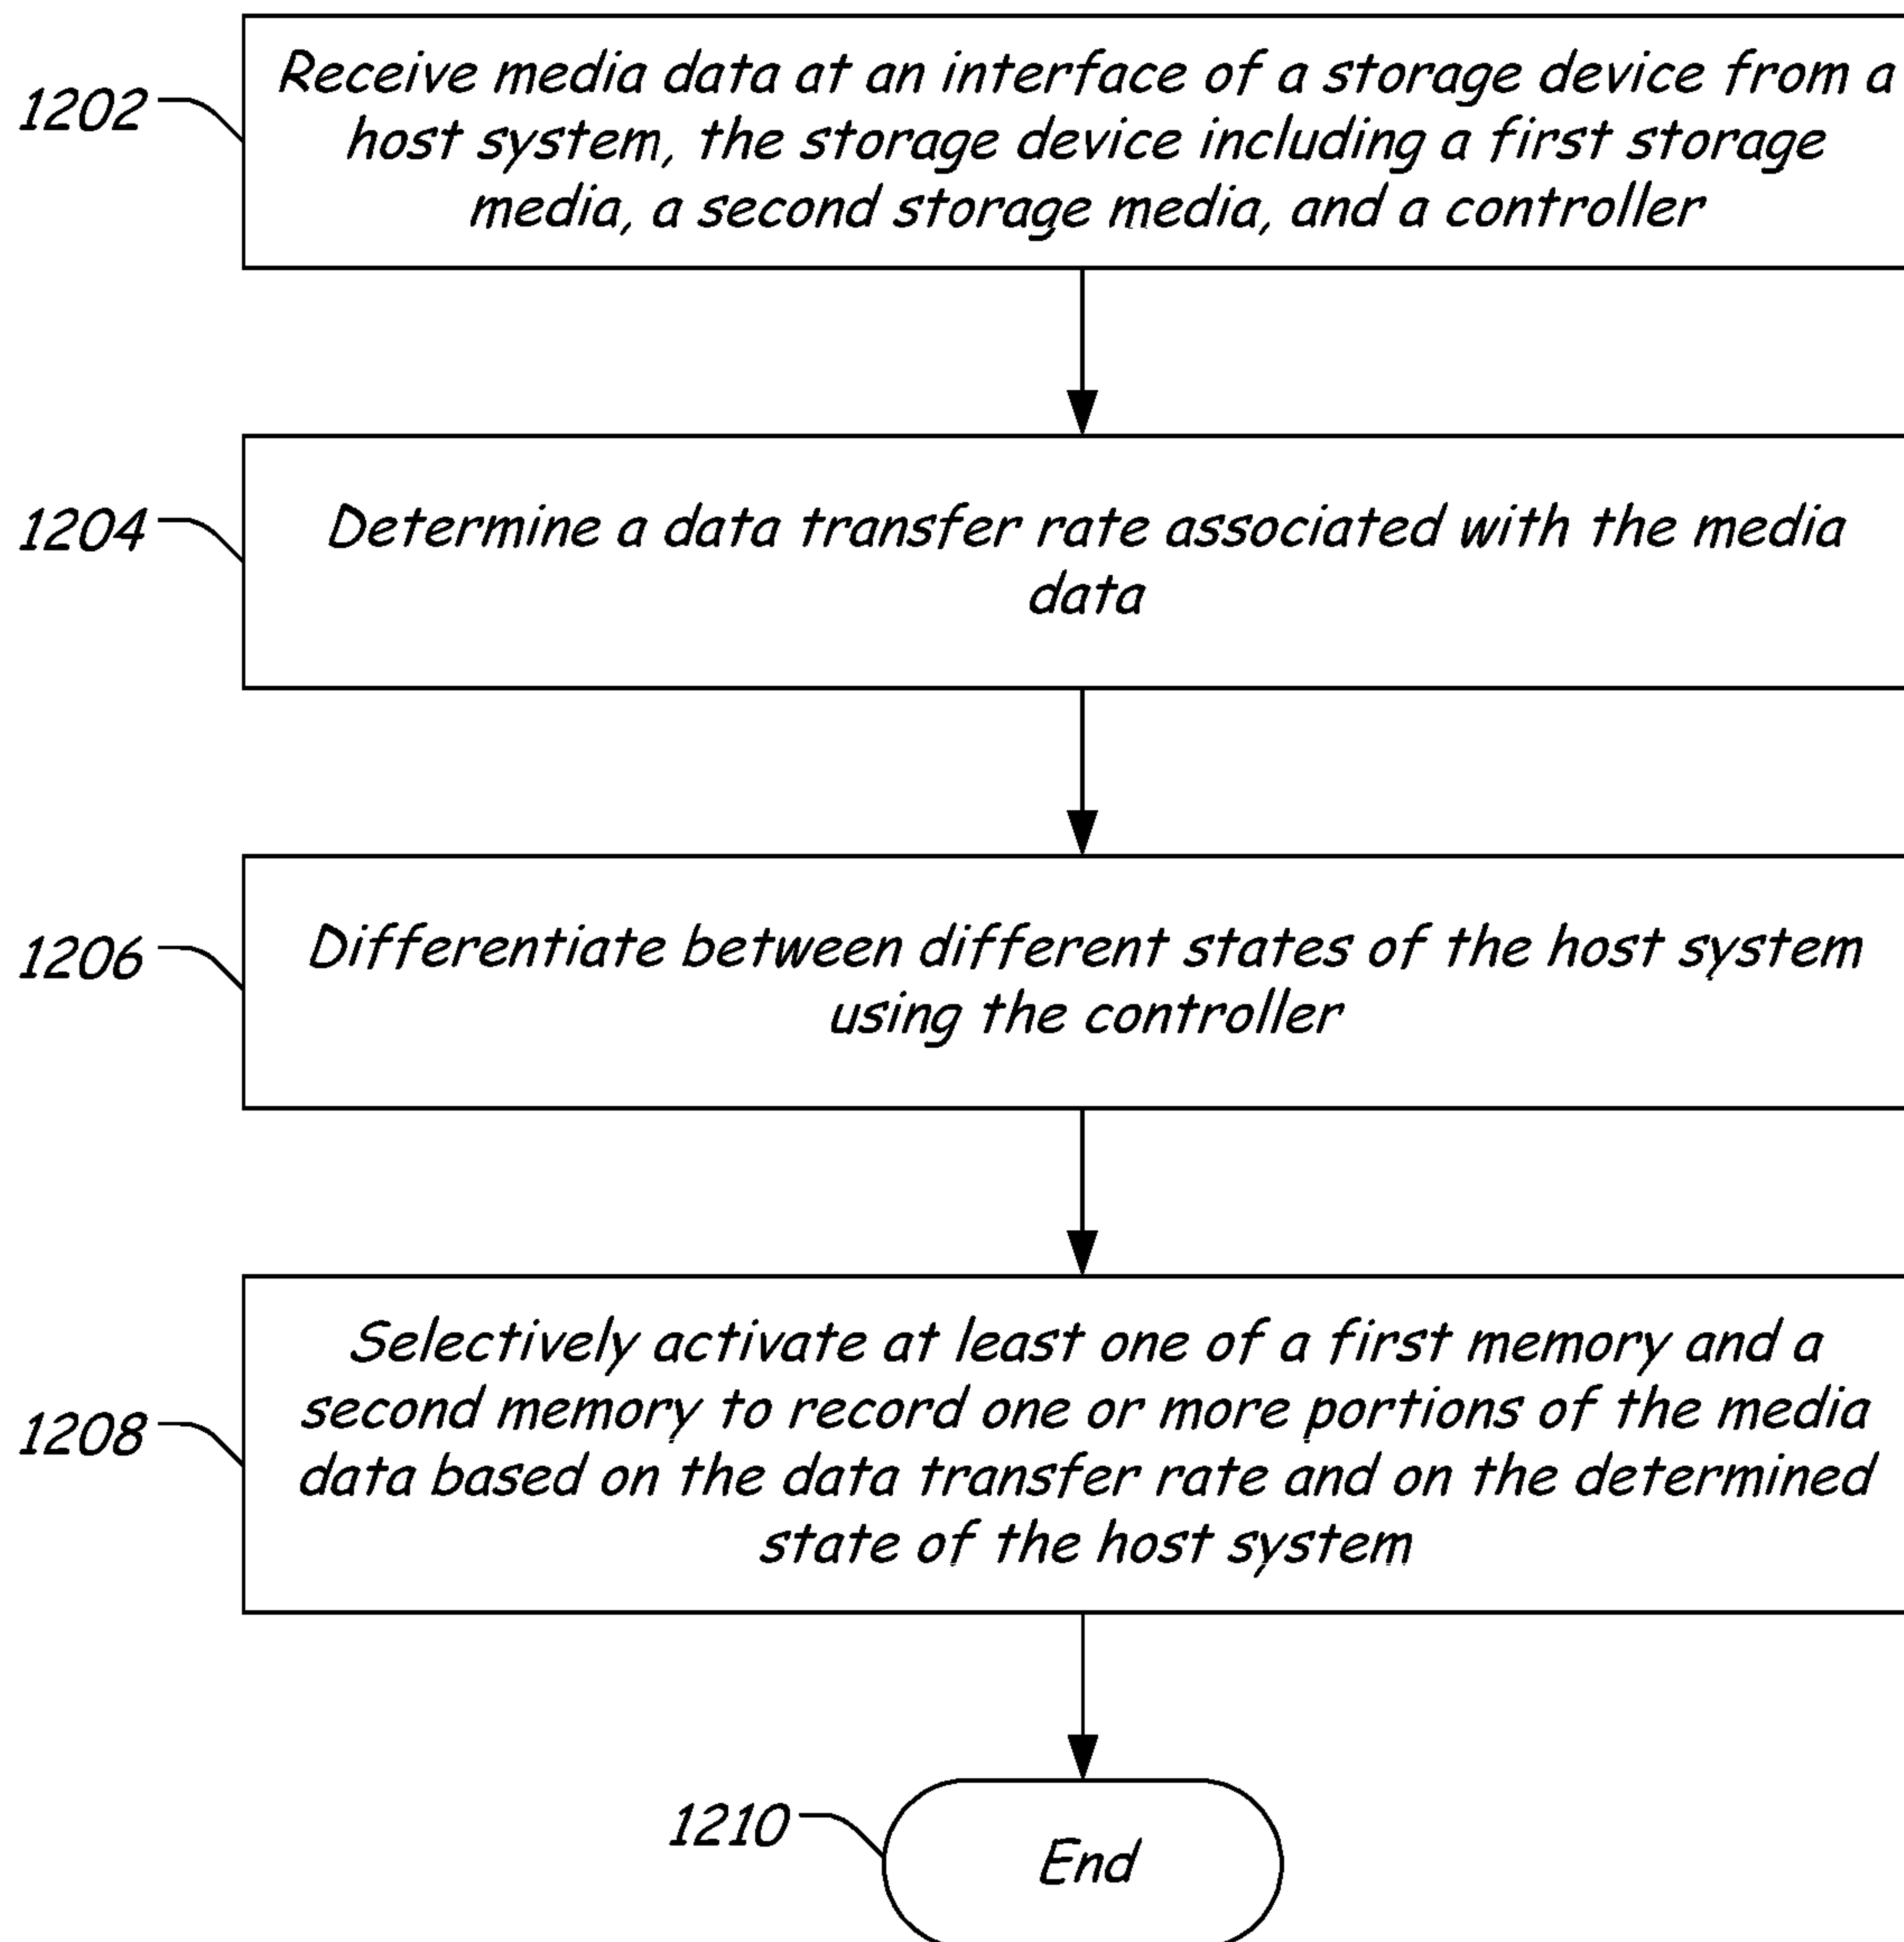 1202
Receive media data at an interface of a storage device from a
host system, the storage device including a first storage
media, a second storage media, and a controller
1204
Determine a data transfer rate associated with the media
data
1206
Differentiate between different states of the host system
using the controller
1208
Selectively activate at least one of a first memory and a
second memory to record one or more portions of the media
data based on the data transfer rate and on the determined
state of the host system
1210
End